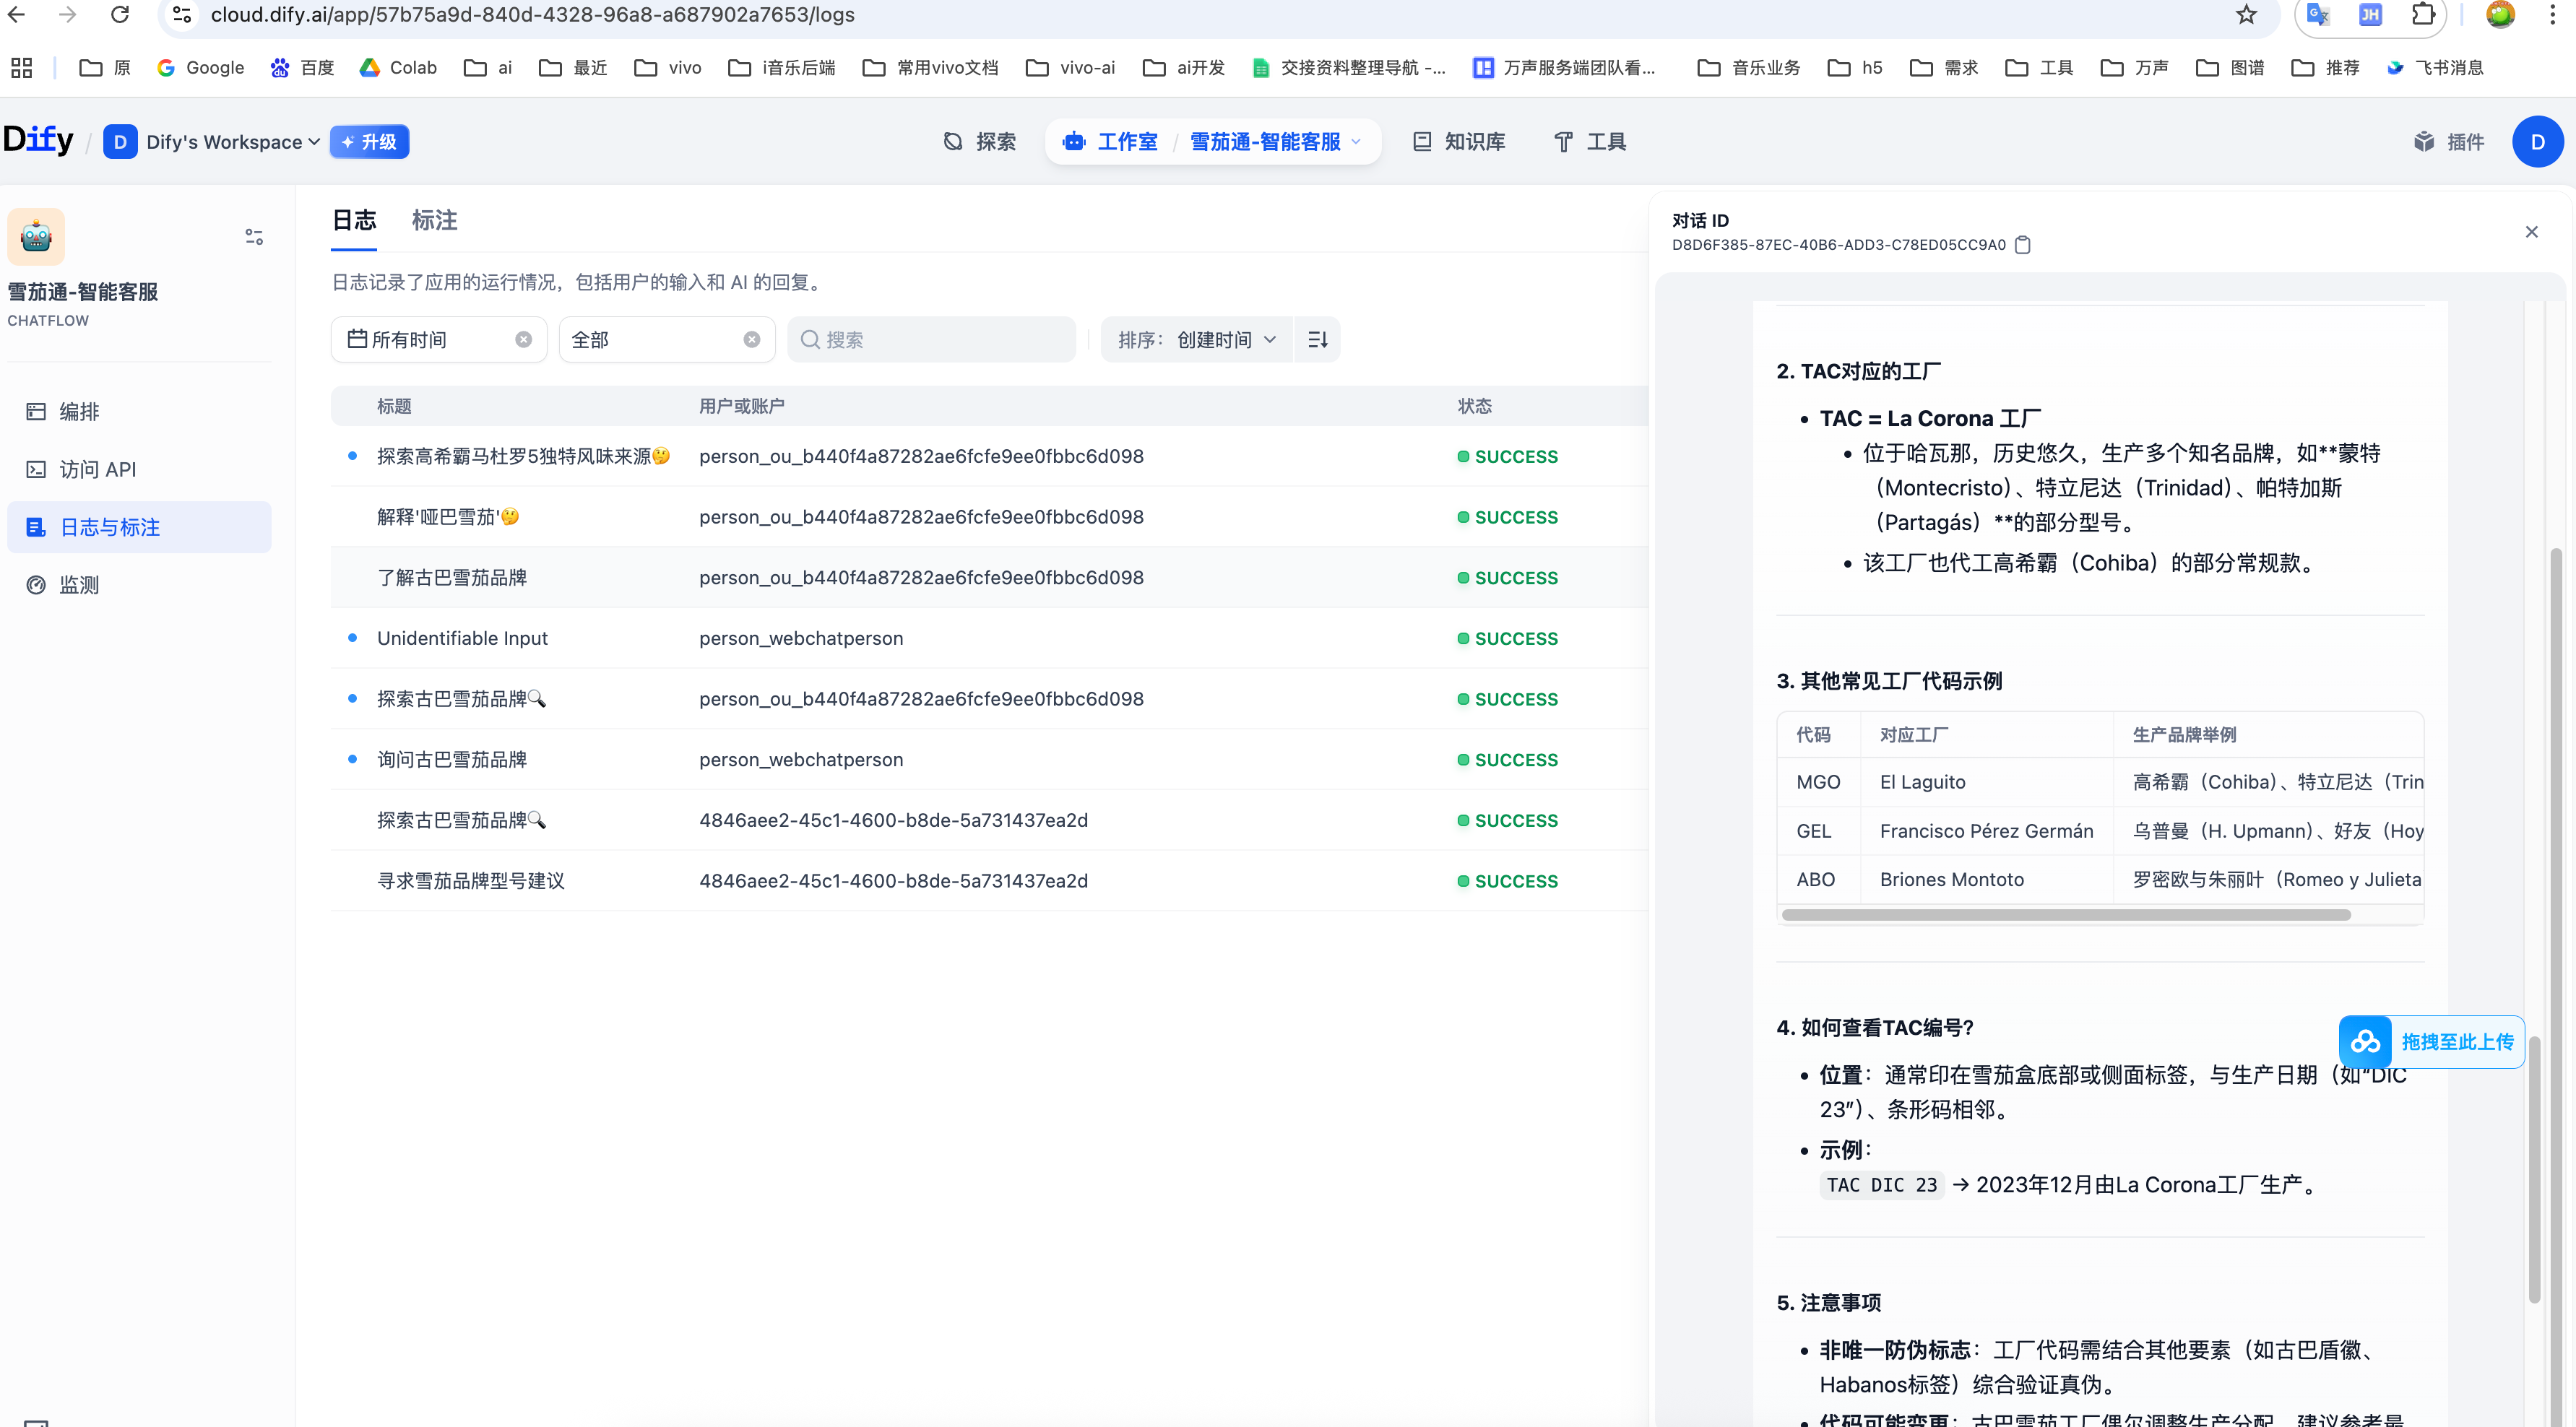 cloud.dify.ai/app/57b75a9d-840d-4328-96a8-a687902a7653/logs
JH
原 Google 百度 Colab ai 最近 vivo i音乐后端 常用vivo文档 vivo-ai ai开发 交接资料整理导航 -... 万声服务端团队看... 音乐业务 h5 需求 工具 万声 图谱 推荐 飞书消息
Dify / D Dify's Workspace 升级 探索 工作室 / 雪茄通-智能客服 知识库 工具 插件 D
雪茄通-智能客服
CHATFLOW
编排
访问 API
日志与标注
监测
日志 标注
日志记录了应用的运行情况，包括用户的输入和 AI 的回复。
所有时间 全部 搜索 排序： 创建时间
标题 用户或账户 状态
探索高希霸马杜罗5独特风味来源🤔 person_ou_b440f4a87282ae6fcfe9ee0fbbc6d098 SUCCESS
解释'哑巴雪茄'🤔 person_ou_b440f4a87282ae6fcfe9ee0fbbc6d098 SUCCESS
了解古巴雪茄品牌 person_ou_b440f4a87282ae6fcfe9ee0fbbc6d098 SUCCESS
Unidentifiable Input person_webchatperson SUCCESS
探索古巴雪茄品牌🔍 person_ou_b440f4a87282ae6fcfe9ee0fbbc6d098 SUCCESS
询问古巴雪茄品牌 person_webchatperson SUCCESS
探索古巴雪茄品牌🔍 4846aee2-45c1-4600-b8de-5a731437ea2d SUCCESS
寻求雪茄品牌型号建议 4846aee2-45c1-4600-b8de-5a731437ea2d SUCCESS
对话 ID
D8D6F385-87EC-40B6-ADD3-C78ED05CC9A0
2. TAC对应的工厂
• TAC = La Corona 工厂
• 位于哈瓦那，历史悠久，生产多个知名品牌，如**蒙特
（Montecristo）、特立尼达（Trinidad）、帕特加斯
（Partagás）**的部分型号。
• 该工厂也代工高希霸（Cohiba）的部分常规款。
3. 其他常见工厂代码示例
代码 对应工厂 生产品牌举例
MGO El Laguito 高希霸（Cohiba）、特立尼达（Trin
GEL Francisco Pérez Germán 乌普曼（H. Upmann）、好友（Hoy
ABO Briones Montoto 罗密欧与朱丽叶（Romeo y Julieta
4. 如何查看TAC编号？
拖拽至此上传
• 位置：通常印在雪茄盒底部或侧面标签，与生产日期（如“DIC
23”）、条形码相邻。
• 示例：
TAC DIC 23 → 2023年12月由La Corona工厂生产。
5. 注意事项
• 非唯一防伪标志：工厂代码需结合其他要素（如古巴盾徽、
Habanos标签）综合验证真伪。
• 代码可能变更：古巴雪茄工厂偶尔调整生产分配，建议参考最